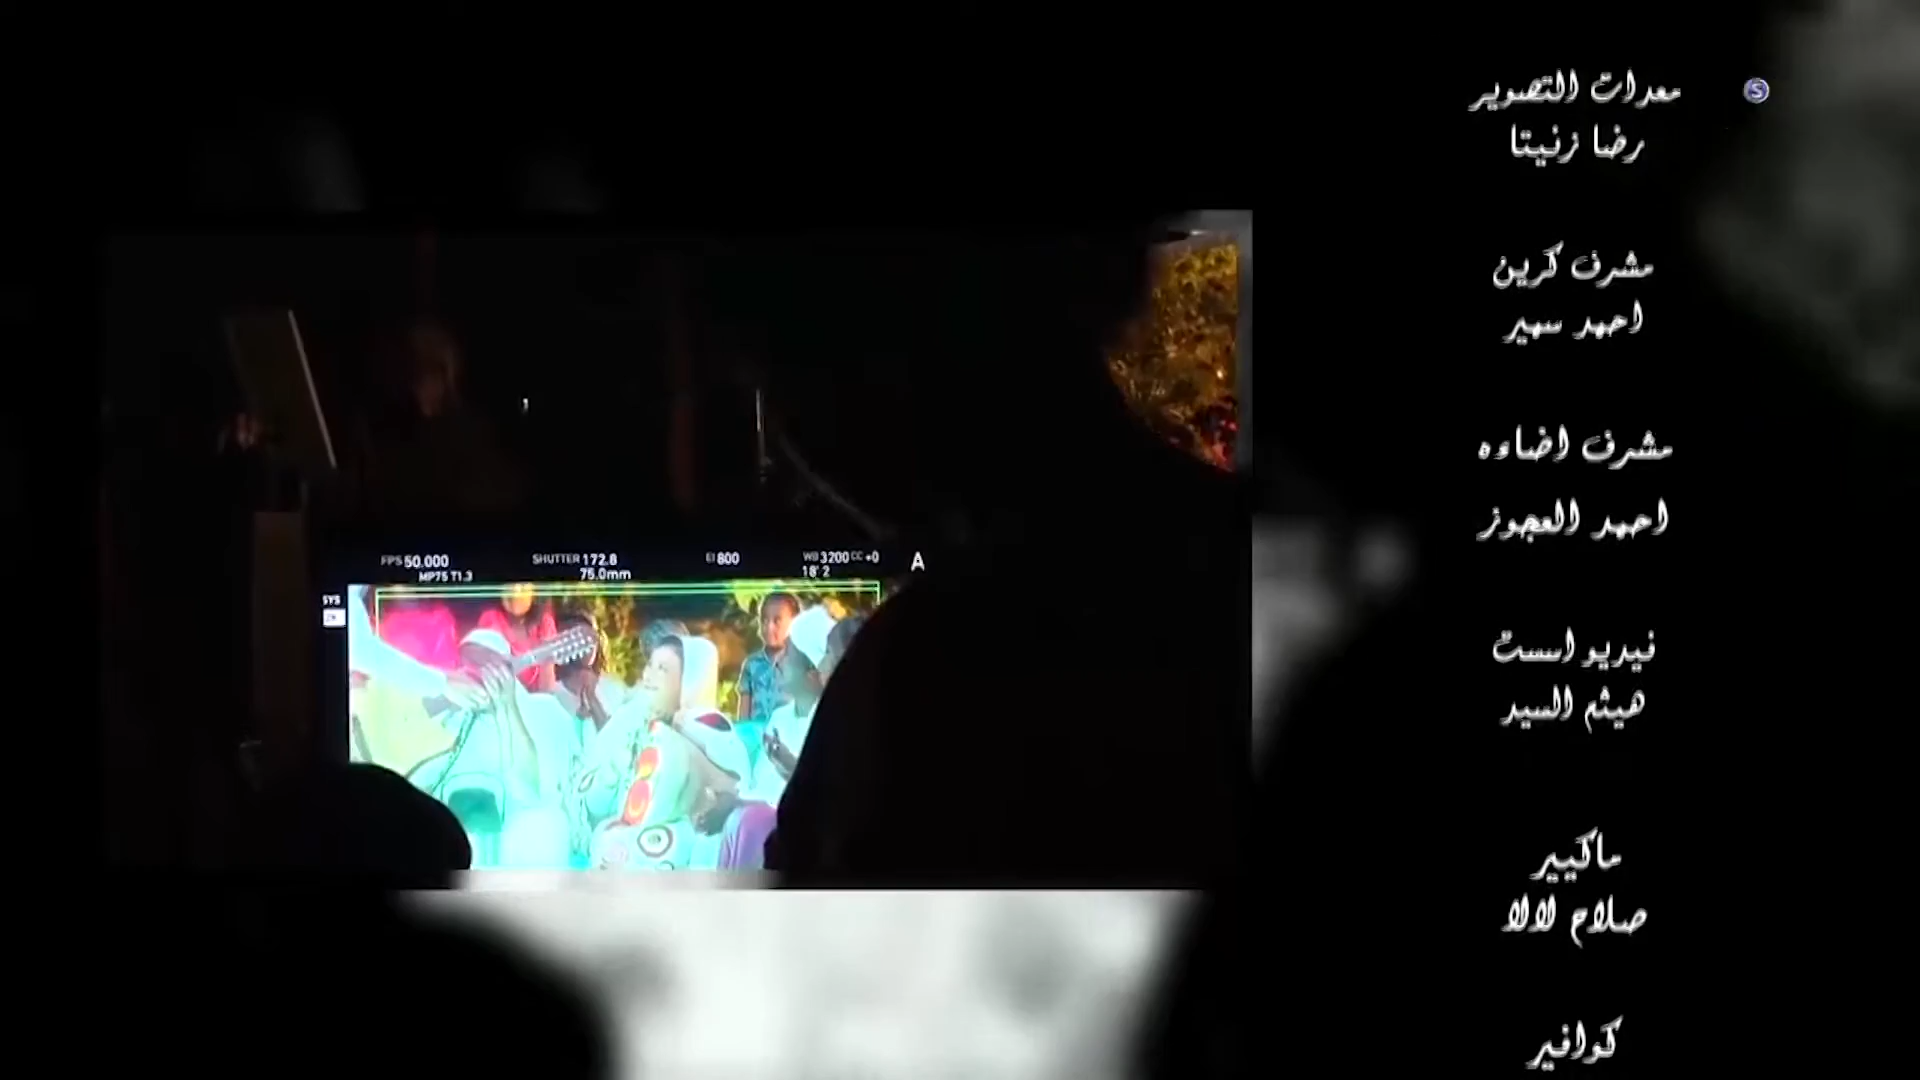 معدات التصوير
رضا زنيتا
مشرف كرين
احمد سمير
مشرف اضاءه
احمد العجوز
فيديو اسست
هيثم السيد
ماكيير
صلاح لالا
كوافير
FPS 50.000 SHUTTER 172.8 EI 800 WB 3200 CC +0 A
MP75 T1.3 75.0mm 18' 2
SYS
S